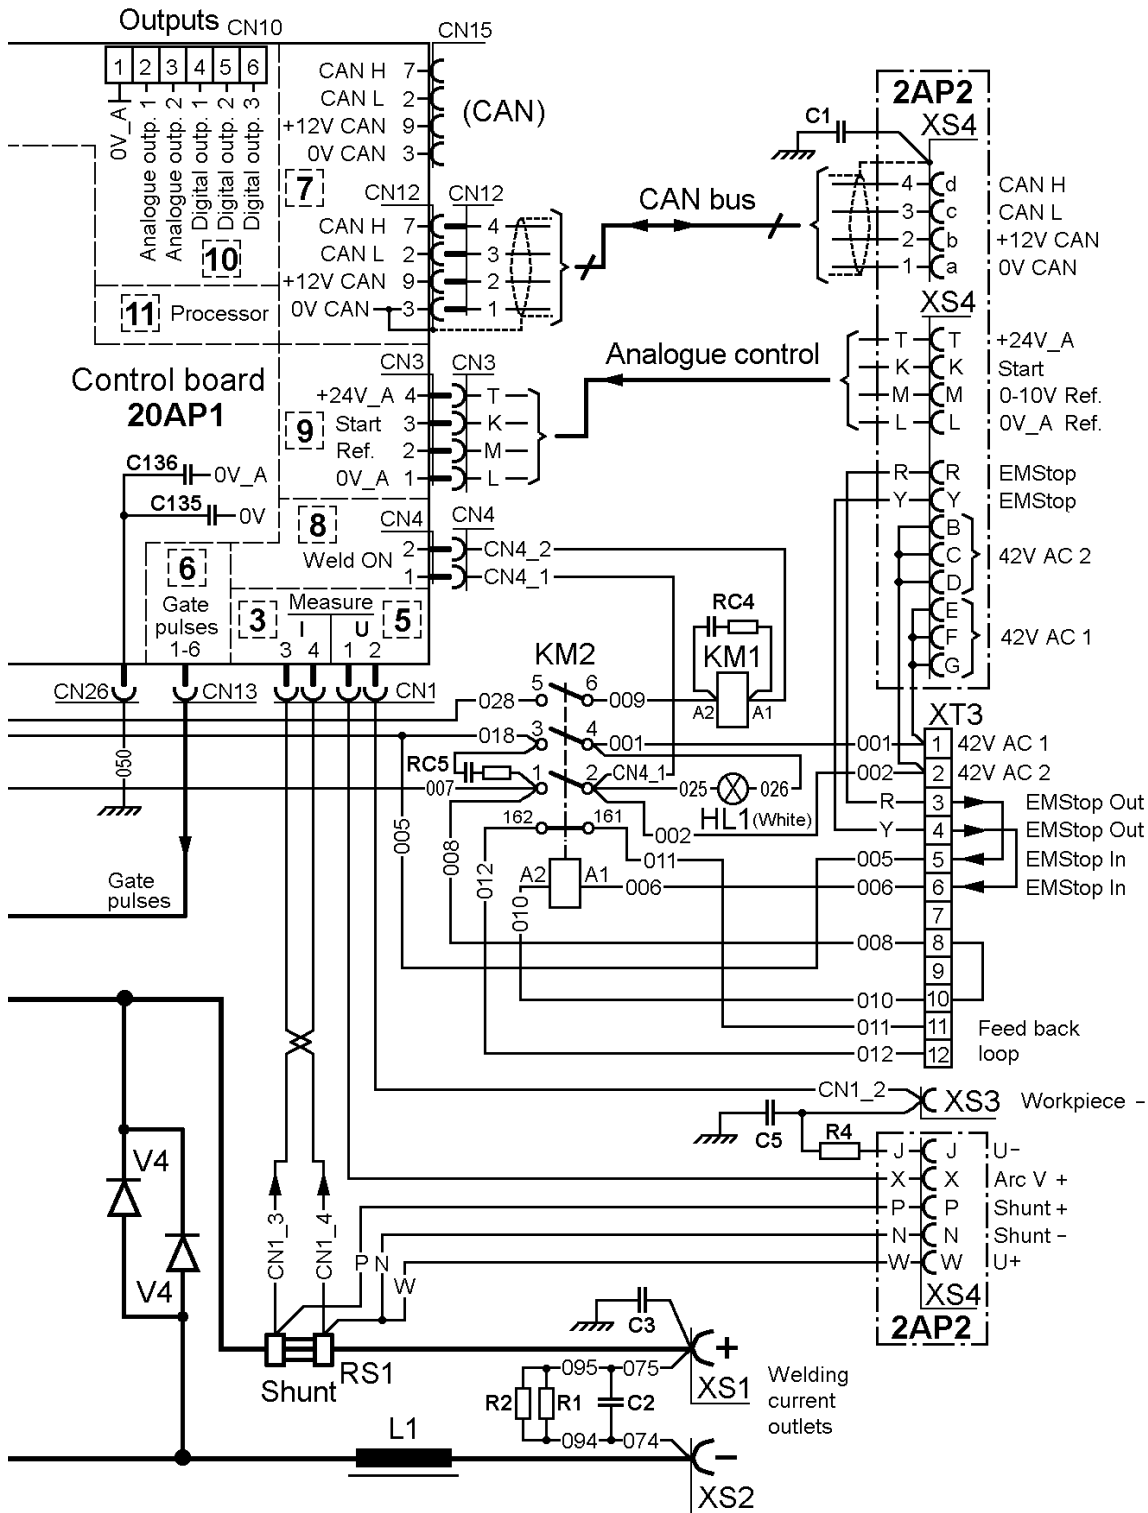 Outputs CN10
1 2 3 4 5 6
0V_A
Analogue outp. 1
Analogue outp. 2
Digital outp. 1
Digital outp. 2
Digital outp. 3
CN15
CAN H 7
CAN L 2
+12V CAN 9
0V CAN 3
(CAN)
7
10
11 Processor
CN12 CN12
CAN H 7 4
CAN L 2 3
+12V CAN 9 2
0V CAN 3 1
CAN bus
C1
2AP2
XS4
4 d CAN H
3 c CAN L
2 b +12V CAN
1 a 0V CAN
XS4
T T +24V_A
K K Start
M M 0-10V Ref.
L L 0V_A Ref.
R R EMStop
Y Y EMStop
B
C 42V AC 2
D
E
F 42V AC 1
G
Analogue control
Control board
20AP1
CN3 CN3
+24V_A 4 T
9 Start 3 K
Ref. 2 M
0V_A 1 L
C136 0V_A
C135 0V
8 CN4 CN4
Weld ON 2 CN4_2
1 CN4_1
6
Gate
pulses
1-6
3 Measure 5
I U
3 4 1 2
CN26 CN13 CN1
050
Gate
pulses
RC4
KM1
A2 A1
KM2
028 5 6 009
018 3 4 001
RC5
007 1 2 CN4_1
025 026
HL1 (White)
002
162 161
011
A2 A1
006
005
008
012
010
XT3
001 1 42V AC 1
002 2 42V AC 2
R 3 EMStop Out
Y 4 EMStop Out
005 5 EMStop In
006 6 EMStop In
7
008 8
9
010 10
011 11 Feed back
012 12 loop
CN1_2 XS3 Workpiece -
C5 R4
J J U-
X X Arc V +
P P Shunt +
N N Shunt -
W W U+
XS4
2AP2
V4
V4
CN1_3
CN1_4
P N
W
RS1
Shunt
C3
+
XS1
Welding
current
outlets
095 075
R2 R1 C2
094 074
L1
-
XS2